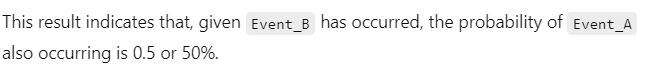 This result indicates that, given Event_B has occurred, the probability of Event_A
also occurring is 0.5 or 50%.